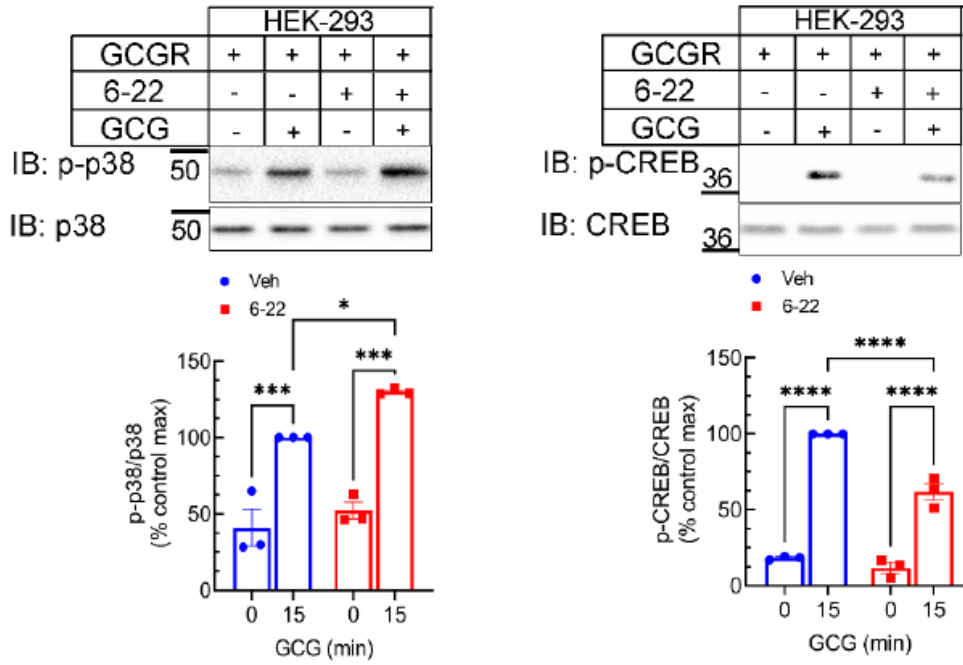 HEK-293
GCGR + + + +
6-22 - - + +
GCG - + - +
IB: p-p38 50
IB: p38 50
Veh
6-22
*
*** ***
150
100
50
0
p-p38/p38
(% control max)
0 15 0 15
GCG (min)
HEK-293
GCGR + + + +
6-22 - - + +
GCG - + - +
IB: p-CREB 36
IB: CREB 36
Veh
6-22
****
**** ****
150
100
50
0
p-CREB/CREB
(% control max)
0 15 0 15
GCG (min)